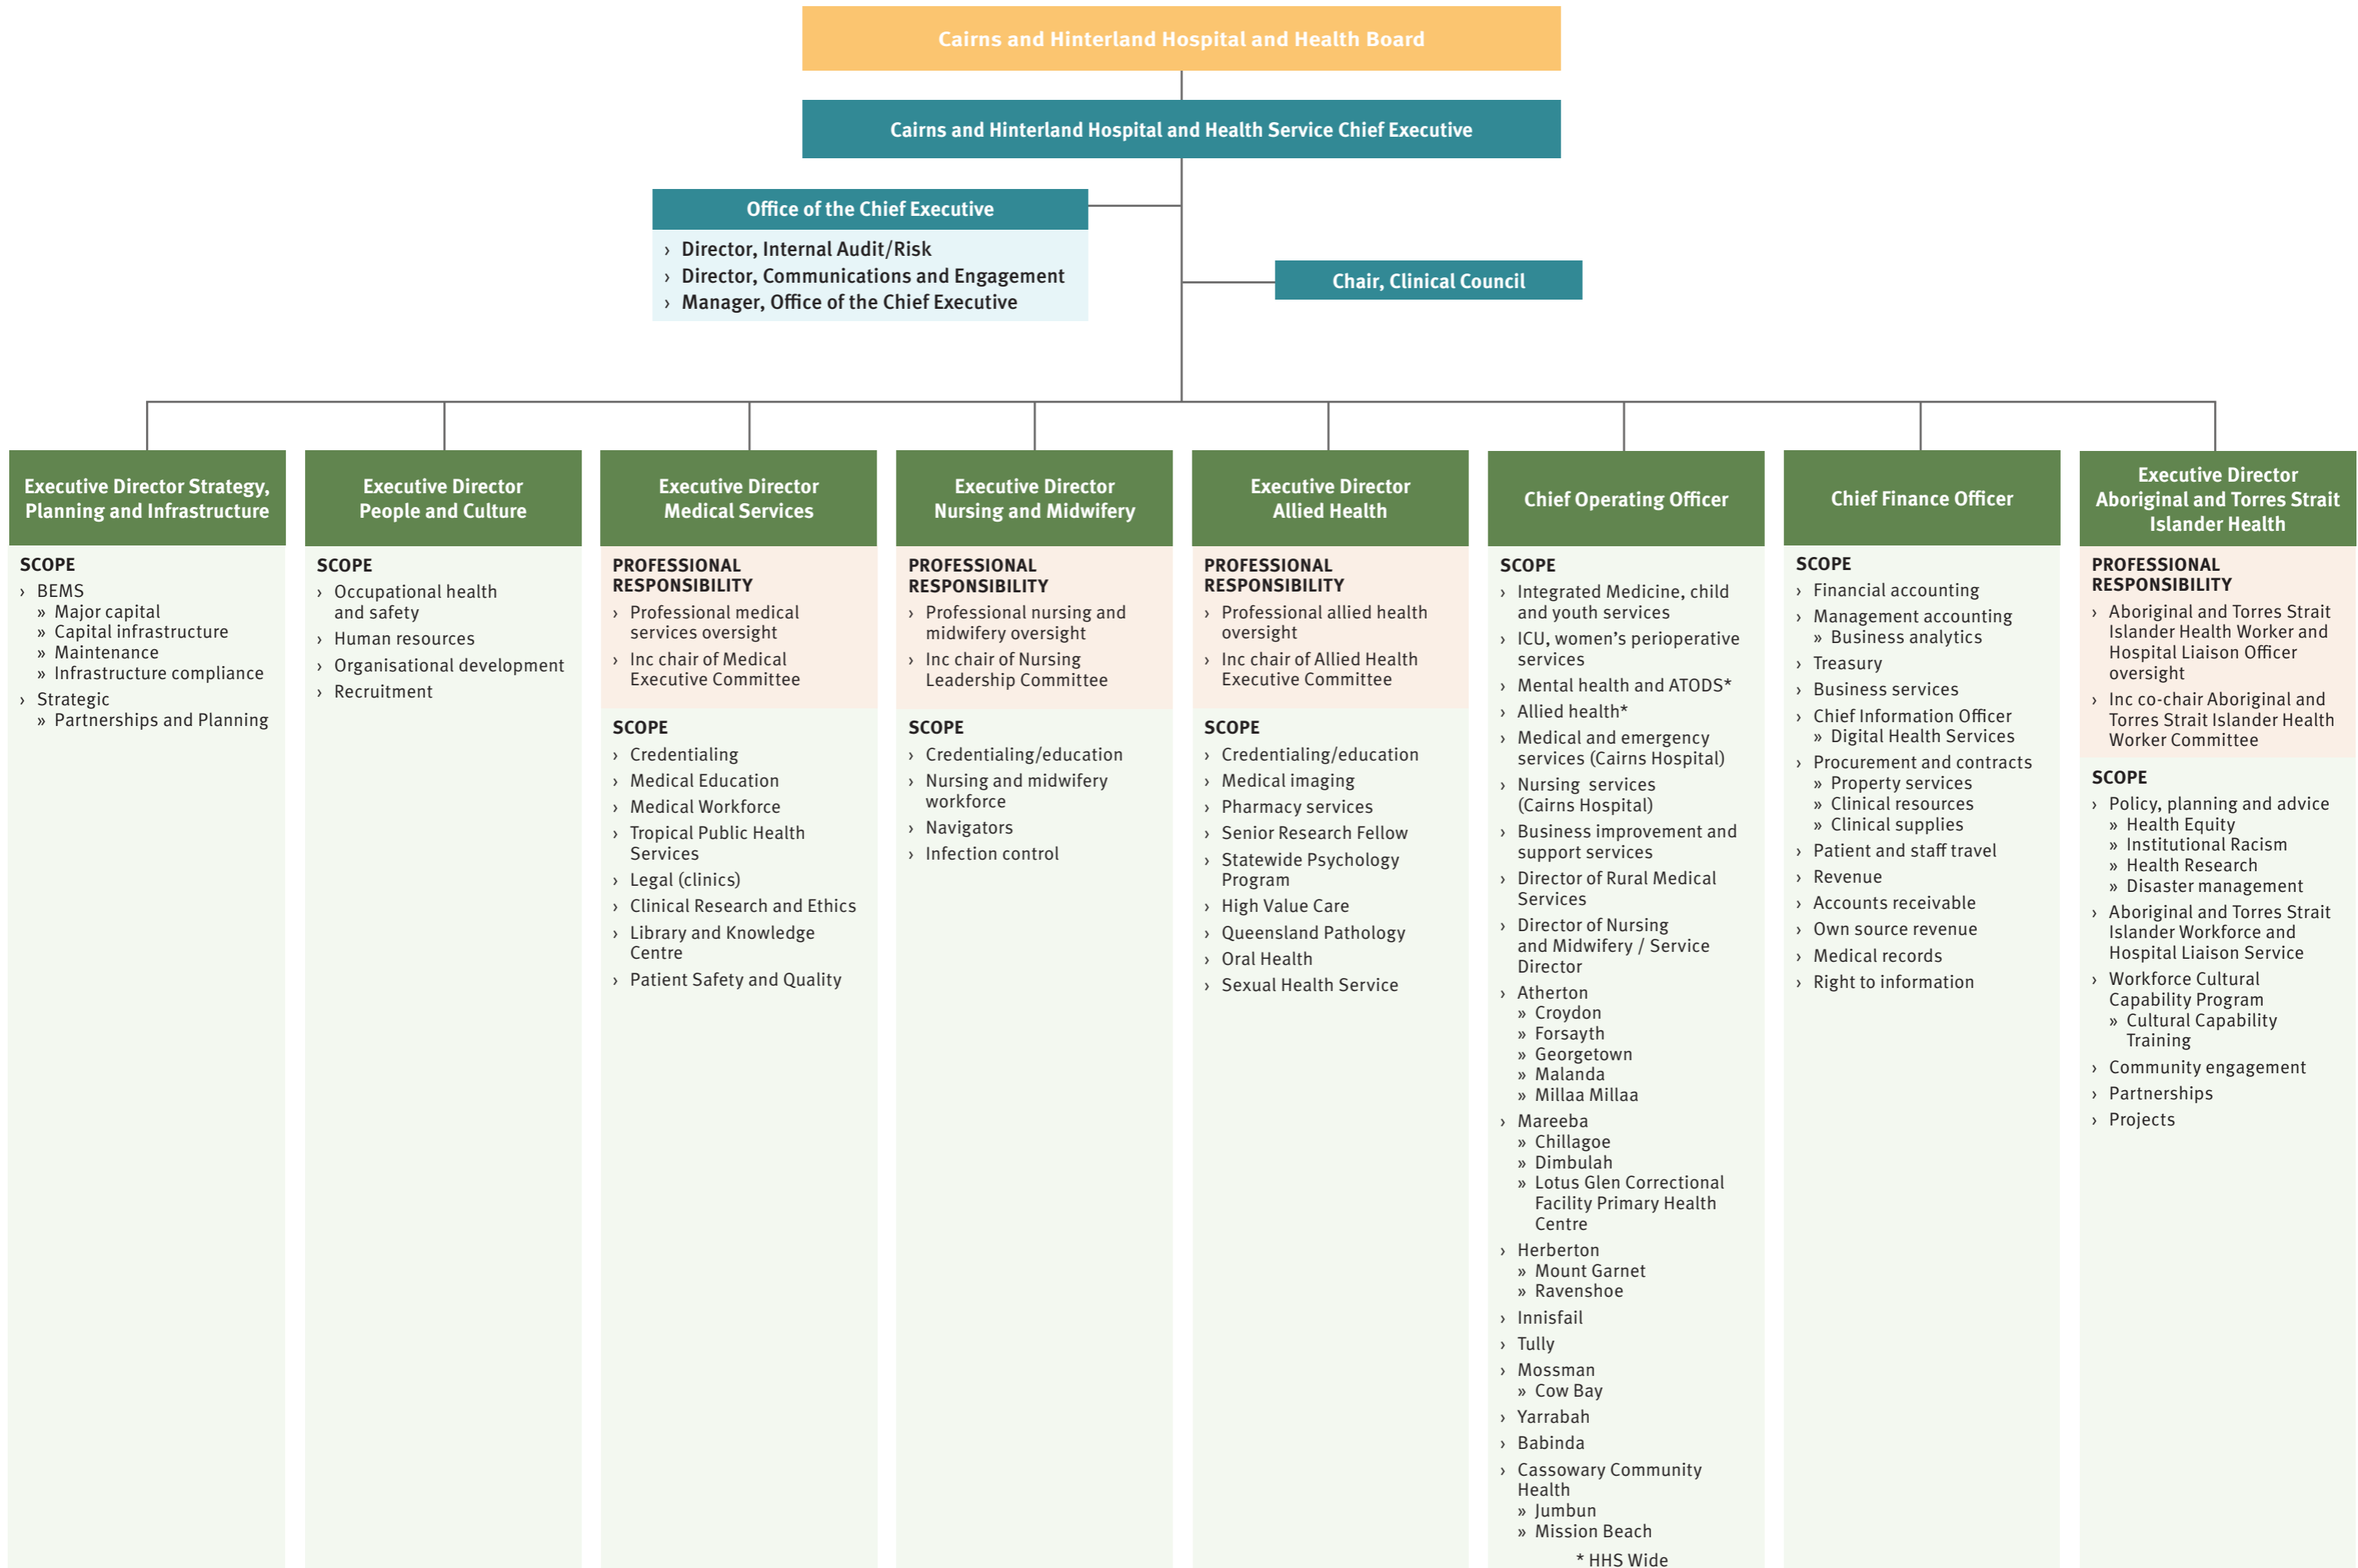 Cairns and Hinterland Hospital and Health Board
Cairns and Hinterland Hospital and Health Service Chief Executive
Office of the Chief Executive
› Director, Internal Audit/Risk
› Director, Communications and Engagement
› Manager, Office of the Chief Executive
Chair, Clinical Council
Executive Director Strategy,
Planning and Infrastructure
SCOPE
› BEMS
» Major capital
» Capital infrastructure
» Maintenance
» Infrastructure compliance
› Strategic
» Partnerships and Planning
Executive Director
People and Culture
SCOPE
› Occupational health
and safety
› Human resources
› Organisational development
› Recruitment
Executive Director
Medical Services
PROFESSIONAL
RESPONSIBILITY
› Professional medical
services oversight
› Inc chair of Medical
Executive Committee
SCOPE
› Credentialing
› Medical Education
› Medical Workforce
› Tropical Public Health
Services
› Legal (clinics)
› Clinical Research and Ethics
› Library and Knowledge
Centre
› Patient Safety and Quality
Executive Director
Nursing and Midwifery
PROFESSIONAL
RESPONSIBILITY
› Professional nursing and
midwifery oversight
› Inc chair of Nursing
Leadership Committee
SCOPE
› Credentialing/education
› Nursing and midwifery
workforce
› Navigators
› Infection control
Executive Director
Allied Health
PROFESSIONAL
RESPONSIBILITY
› Professional allied health
oversight
› Inc chair of Allied Health
Executive Committee
SCOPE
› Credentialing/education
› Medical imaging
› Pharmacy services
› Senior Research Fellow
› Statewide Psychology
Program
› High Value Care
› Queensland Pathology
› Oral Health
› Sexual Health Service
Chief Operating Officer
SCOPE
› Integrated Medicine, child
and youth services
› ICU, women's perioperative
services
› Mental health and ATODS*
› Allied health*
› Medical and emergency
services (Cairns Hospital)
› Nursing services
(Cairns Hospital)
› Business improvement and
support services
› Director of Rural Medical
Services
› Director of Nursing
and Midwifery / Service
Director
› Atherton
» Croydon
» Forsayth
» Georgetown
» Malanda
» Millaa Millaa
› Mareeba
» Chillagoe
» Dimbulah
» Lotus Glen Correctional
Facility Primary Health
Centre
› Herberton
» Mount Garnet
» Ravenshoe
› Innisfail
› Tully
› Mossman
» Cow Bay
› Yarrabah
› Babinda
› Cassowary Community
Health
» Jumbun
» Mission Beach
* HHS Wide
Chief Finance Officer
SCOPE
› Financial accounting
› Management accounting
» Business analytics
› Treasury
› Business services
› Chief Information Officer
» Digital Health Services
› Procurement and contracts
» Property services
» Clinical resources
» Clinical supplies
› Patient and staff travel
› Revenue
› Accounts receivable
› Own source revenue
› Medical records
› Right to information
Executive Director
Aboriginal and Torres Strait
Islander Health
PROFESSIONAL
RESPONSIBILITY
› Aboriginal and Torres Strait
Islander Health Worker and
Hospital Liaison Officer
oversight
› Inc co-chair Aboriginal and
Torres Strait Islander Health
Worker Committee
SCOPE
› Policy, planning and advice
» Health Equity
» Institutional Racism
» Health Research
» Disaster management
› Aboriginal and Torres Strait
Islander Workforce and
Hospital Liaison Service
› Workforce Cultural
Capability Program
» Cultural Capability
Training
› Community engagement
› Partnerships
› Projects